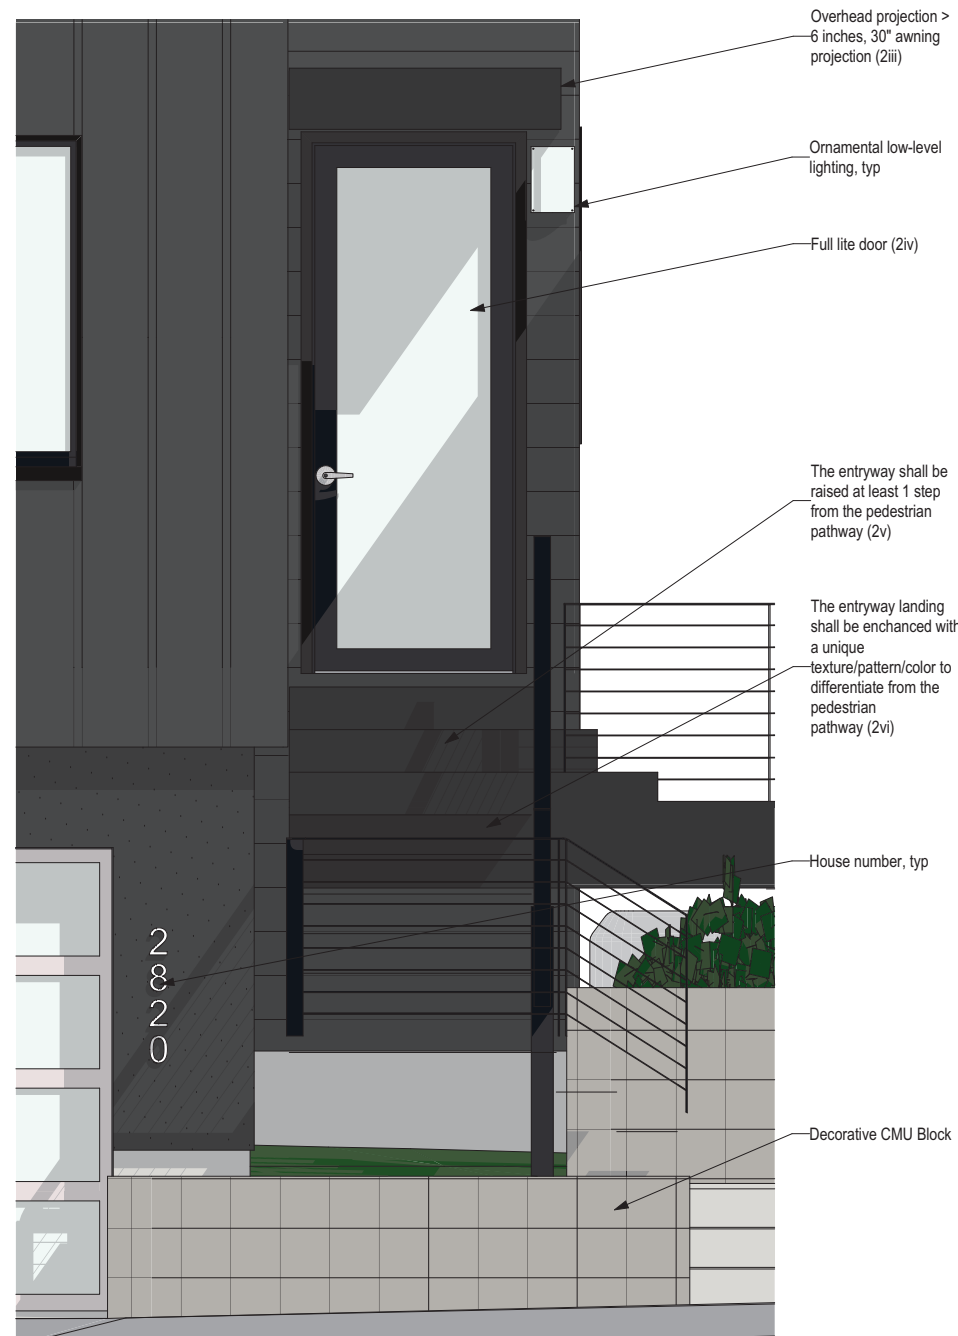 Overhead projection >
6 inches, 30" awning
projection (2iii)
Ornamental low-level
lighting, typ
Full lite door (2iv)
The entryway shall be
raised at least 1 step
from the pedestrian
pathway (2v)
The entryway landing
shall be enchanced with
a unique
texture/pattern/color to
differentiate from the
pedestrian
pathway (2vi)
House number, typ
2
8
2
0
Decorative CMU Block